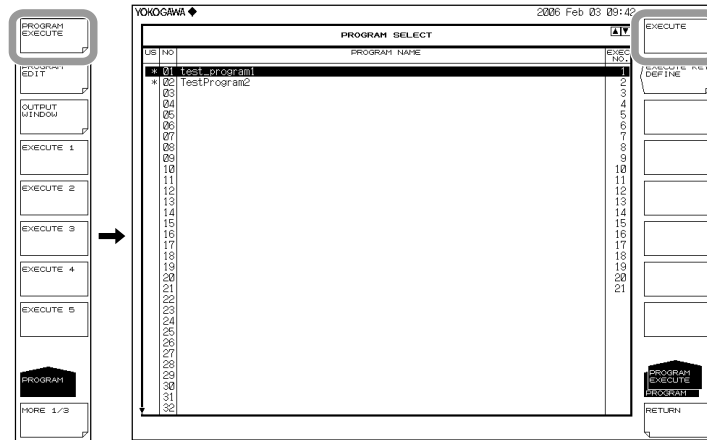 PROGRAM
EXECUTE
PROGRAM
EDIT
OUTPUT
WINDOW
EXECUTE 1
EXECUTE 2
EXECUTE 3
EXECUTE 4
EXECUTE 5
PROGRAM
MORE 1/3
YOKOGAWA 2006 Feb 03 09:42
PROGRAM SELECT
US NO PROGRAM NAME EXEC NO.
* 01 test_program1 1
* 02 TestProgram2 2
03 3
04 4
05 5
06 6
07 7
08 8
09 9
10 10
11 11
12 12
13 13
14 14
15 15
16 16
17 17
18 18
19 19
20 20
21 21
22
23
24
25
26
27
28
29
30
31
32
EXECUTE
EXECUTE KEY
DEFINE
PROGRAM
EXECUTE
PROGRAM
RETURN